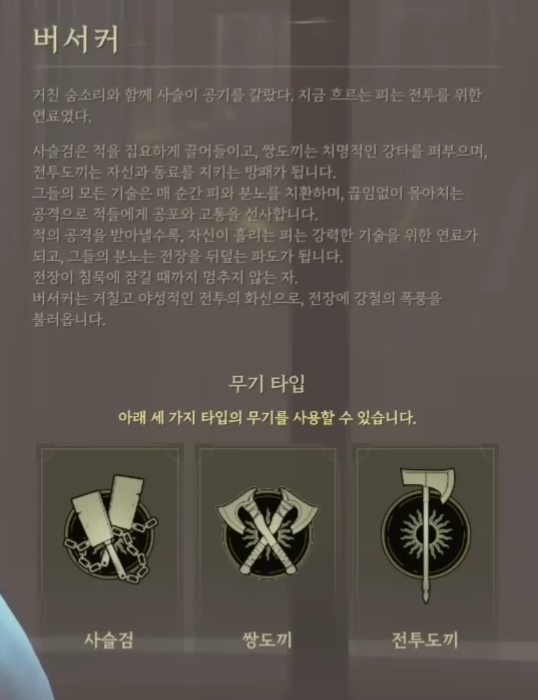 버서커
거친 숨소리와 함께 사슬이 공기를 갈랐다. 지금 흐르는 피는 전투를 위한
연료였다.
사슬검은 적을 집요하게 끌어들이고, 쌍도끼는 치명적인 강타를 퍼부으며,
전투도끼는 자신과 동료를 지키는 방패가 됩니다.
그들의 모든 기술은 매 순간 피와 분노를 치환하며, 끊임없이 몰아치는
공격으로 적들에게 공포와 고통을 선사합니다.
적의 공격을 받아낼수록, 자신이 흘리는 피는 강력한 기술을 위한 연료가
되고, 그들의 분노는 전장을 뒤덮는 파도가 됩니다.
전장이 침묵에 잠길 때까지 멈추지 않는 자.
버서커는 거칠고 야성적인 전투의 화신으로, 전장에 강철의 폭풍을
불러옵니다.
무기 타입
아래 세 가지 타입의 무기를 사용할 수 있습니다.
사슬검
쌍도끼
전투도끼